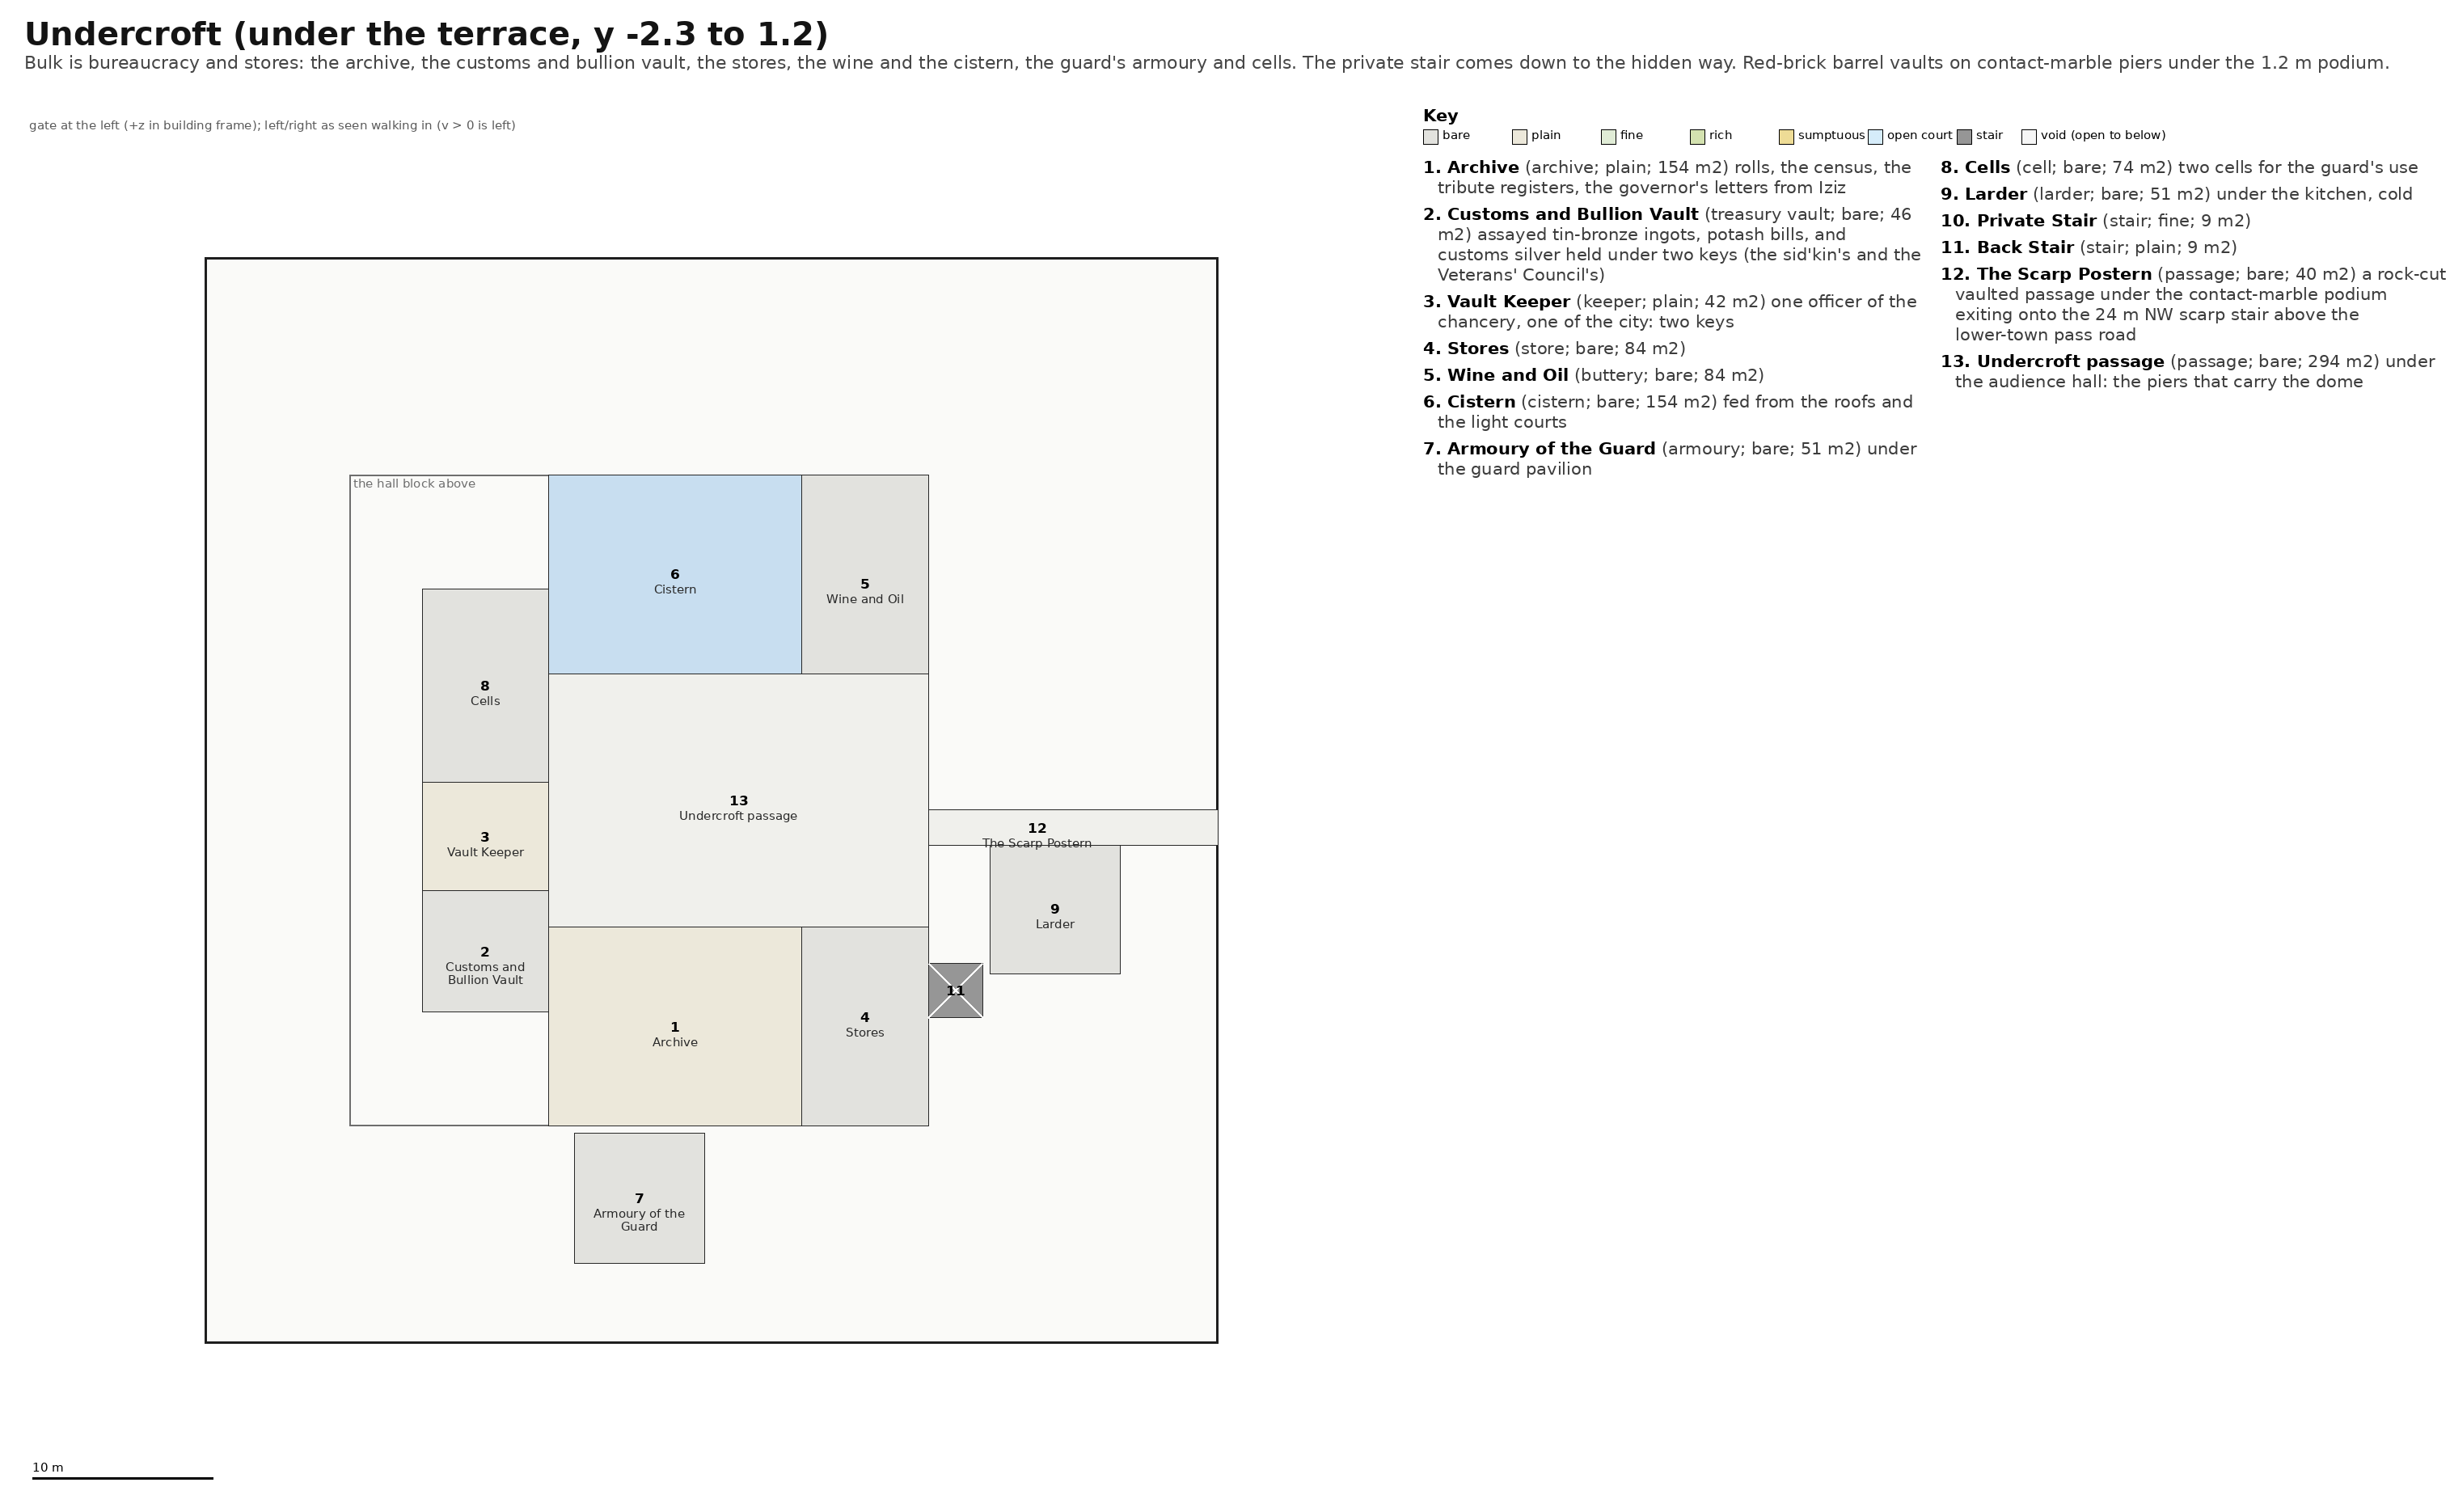 Undercroft (under the terrace, y -2.3 to 1.2)
Bulk is bureaucracy and stores: the archive, the customs and bullion vault, the stores, the wine and the cistern, the guard's armoury and cells. The private stair comes down to the hidden way. Red-brick barrel vaults on contact-marble piers under the 1.2 m podium.
gate at the left (+z in building frame); left/right as seen walking in (v > 0 is left)
Key
bare plain fine rich sumptuous open court stair void (open to below)
1. Archive (archive; plain; 154 m2) rolls, the census, the
tribute registers, the governor's letters from Iziz
2. Customs and Bullion Vault (treasury vault; bare; 46
m2) assayed tin-bronze ingots, potash bills, and
customs silver held under two keys (the sid'kin's and the
Veterans' Council's)
3. Vault Keeper (keeper; plain; 42 m2) one officer of the
chancery, one of the city: two keys
4. Stores (store; bare; 84 m2)
5. Wine and Oil (buttery; bare; 84 m2)
6. Cistern (cistern; bare; 154 m2) fed from the roofs and
the light courts
7. Armoury of the Guard (armoury; bare; 51 m2) under
the guard pavilion
8. Cells (cell; bare; 74 m2) two cells for the guard's use
9. Larder (larder; bare; 51 m2) under the kitchen, cold
10. Private Stair (stair; fine; 9 m2)
11. Back Stair (stair; plain; 9 m2)
12. The Scarp Postern (passage; bare; 40 m2) a rock-cut
vaulted passage under the contact-marble podium
exiting onto the 24 m NW scarp stair above the
lower-town pass road
13. Undercroft passage (passage; bare; 294 m2) under
the audience hall: the piers that carry the dome
the hall block above
6
Cistern
5
Wine and Oil
8
Cells
13
Undercroft passage
12
The Scarp Postern
3
Vault Keeper
9
Larder
2
Customs and
Bullion Vault
11
1
Archive
4
Stores
7
Armoury of the
Guard
10 m